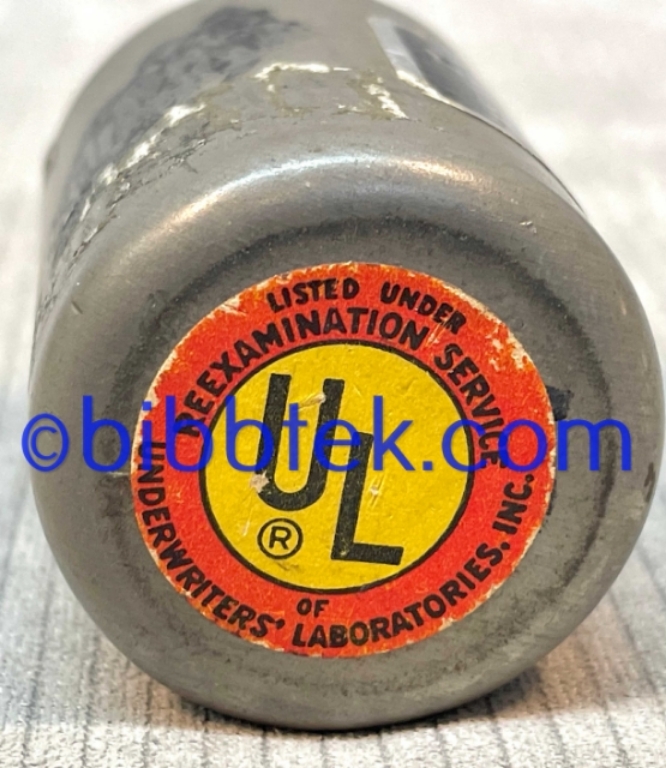 LISTED UNDER
REEXAMINATION SERVICE
UL
®
OF
UNDERWRITERS' LABORATORIES, INC.
©bibbtek.com